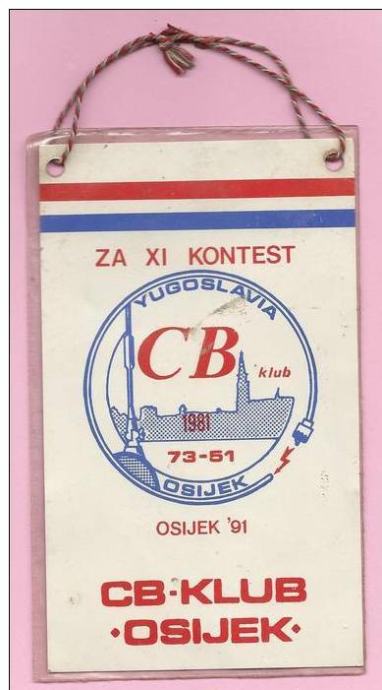 ZA XI KONTEST
YUGOSLAVIA
CB klub
1981
73-51
OSIJEK
OSIJEK '91
CB-KLUB
·OSIJEK·